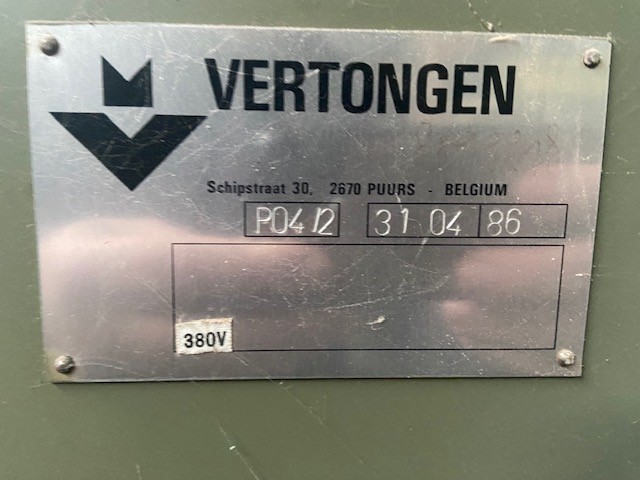 VERTONGEN
Schipstraat 30, 2670 PUURS - BELGIUM
P04/2 31 04 86
380V